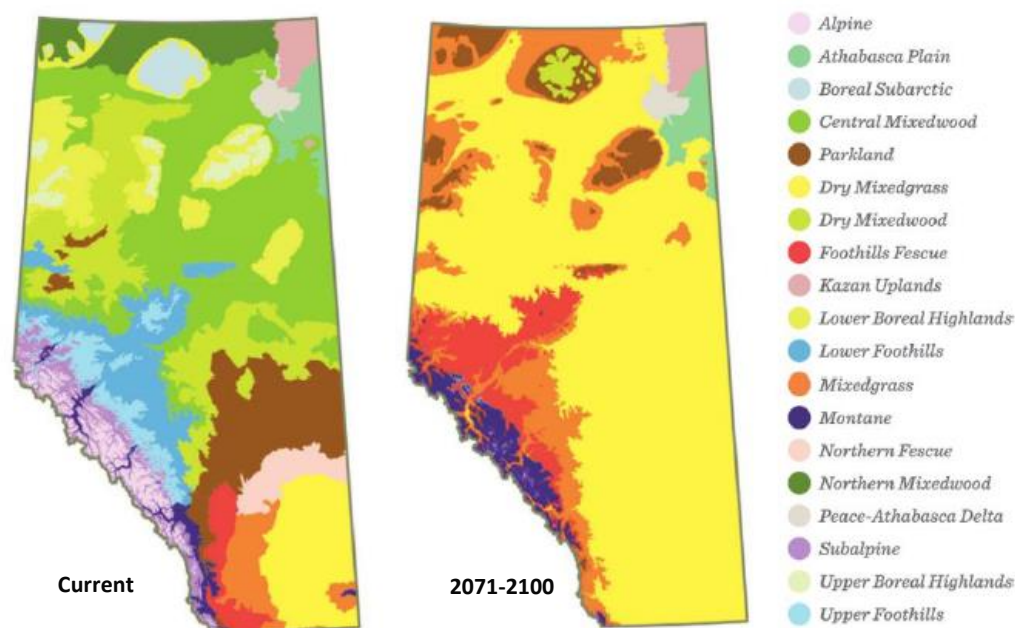 Alpine
Athabasca Plain
Boreal Subarctic
Central Mixedwood
Parkland
Dry Mixedgrass
Dry Mixedwood
Foothills Fescue
Kazan Uplands
Lower Boreal Highlands
Lower Foothills
Mixedgrass
Montane
Northern Fescue
Northern Mixedwood
Peace-Athabasca Delta
Subalpine
Upper Boreal Highlands
Upper Foothills
Current
2071-2100